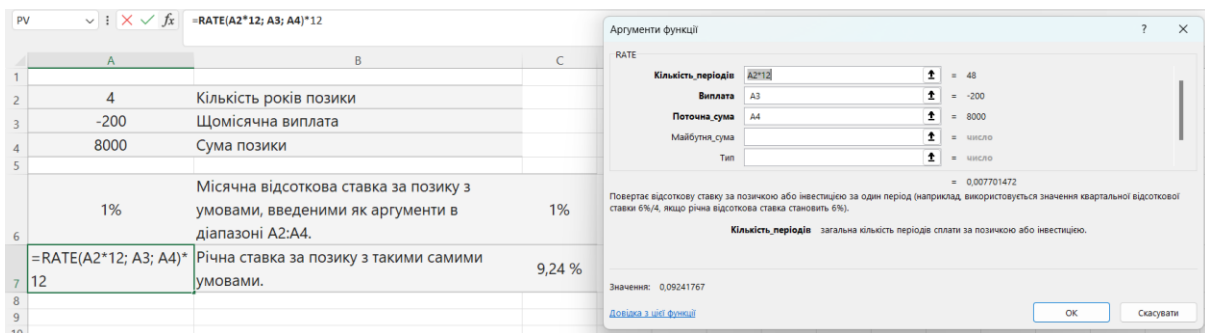 PV fx =RATE(A2*12; A3; A4)*12
A B C
1
2 4 Кількість років позики
3 -200 Щомісячна виплата
4 8000 Сума позики
5
Місячна відсоткова ставка за позику з
1% умовами, введеними як аргументи в 1%
6 діапазоні A2:A4.
=RATE(A2*12; A3; A4)* Річна ставка за позику з такими самими
7 12 умовами. 9,24 %
8
9
10
Аргументи функції ? ×
RATE
Кількість_періодів A2*12 = 48
Виплата A3 = -200
Поточна_сума A4 = 8000
Майбутня_сума = число
Тип = число
= 0,007701472
Повертає відсоткову ставку за позичкою або інвестицією за один період (наприклад, використовується значення квартальної відсоткової
ставки 6%/4, якщо річна відсоткова ставка становить 6%).
Кількість_періодів загальна кількість періодів сплати за позичкою або інвестицією.
Значення: 0,09241767
Довідка з цієї функції ОК Скасувати